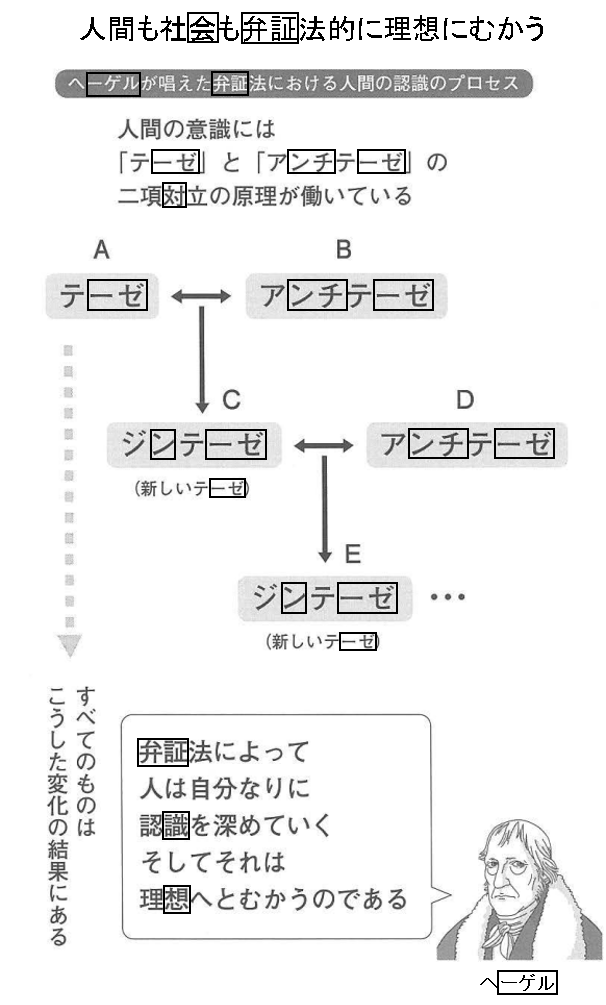 人間も社会も弁証法的に理想にむかう
ヘーゲルが唱えた弁証法における人間の認識のプロセス
人間の意識には
「テーゼ」と「アンチテーゼ」の
二項対立の原理が働いている
A
B
テーゼ
アンチテーゼ
C
D
ジンテーゼ
アンチテーゼ
(新しいテーゼ)
E
ジンテーゼ
…
(新しいテーゼ)
すべてのものは
こうした変化の結果にある
弁証法によって
人は自分なりに
認識を深めていく
そしてそれは
理想へとむかうのである
ヘーゲル